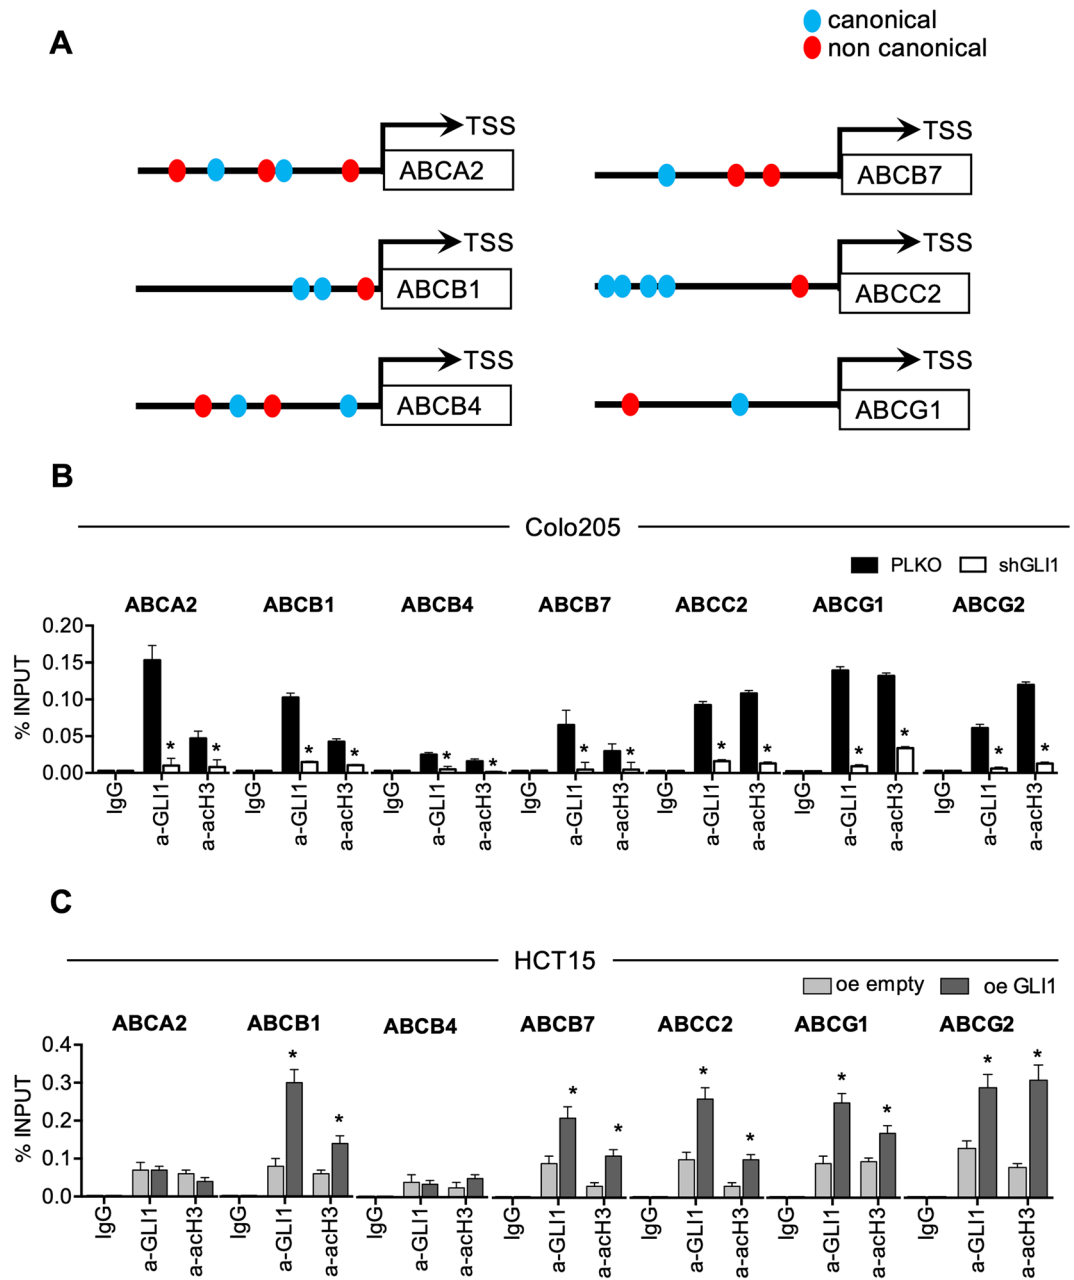 A
canonical
non canonical
TSS
ABCA2
TSS
ABCB7
TSS
ABCB1
TSS
ABCC2
TSS
ABCB4
TSS
ABCG1
B
Colo205
PLKO shGLI1
ABCA2 ABCB1 ABCB4 ABCB7 ABCC2 ABCG1 ABCG2
% INPUT
0.20
0.15
0.10
0.05
0.00
* * * * * * * * * * * * * *
IgG a-GLI1 a-acH3 IgG a-GLI1 a-acH3 IgG a-GLI1 a-acH3 IgG a-GLI1 a-acH3 IgG a-GLI1 a-acH3 IgG a-GLI1 a-acH3 IgG a-GLI1 a-acH3
C
HCT15
oe empty oe GLI1
ABCA2 ABCB1 ABCB4 ABCB7 ABCC2 ABCG1 ABCG2
% INPUT
0.4
0.3
0.2
0.1
0.0
* * * * * * * * * *
IgG a-GLI1 a-acH3 IgG a-GLI1 a-acH3 IgG a-GLI1 a-acH3 IgG a-GLI1 a-acH3 IgG a-GLI1 a-acH3 IgG a-GLI1 a-acH3 IgG a-GLI1 a-acH3